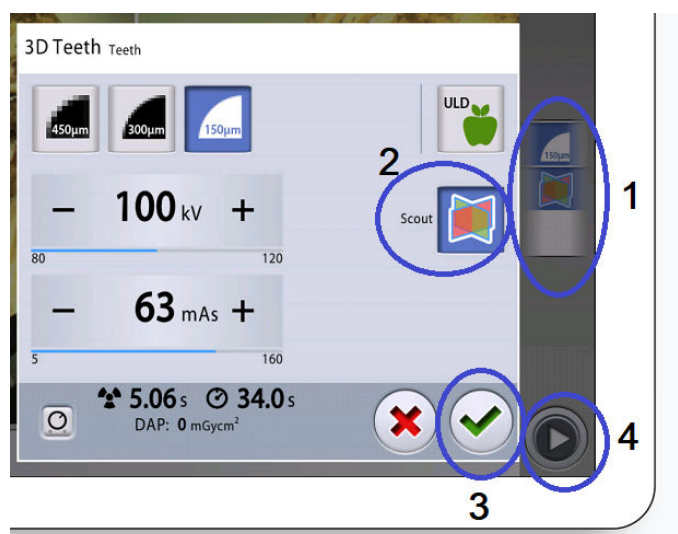 3D Teeth Teeth
450µm 300µm 150µm ULD
150µm
2
1
− 100 kV +
Scout
80 120
− 63 mAs +
5 160
5.06 s 34.0 s
DAP: 0 mGycm²
4
3